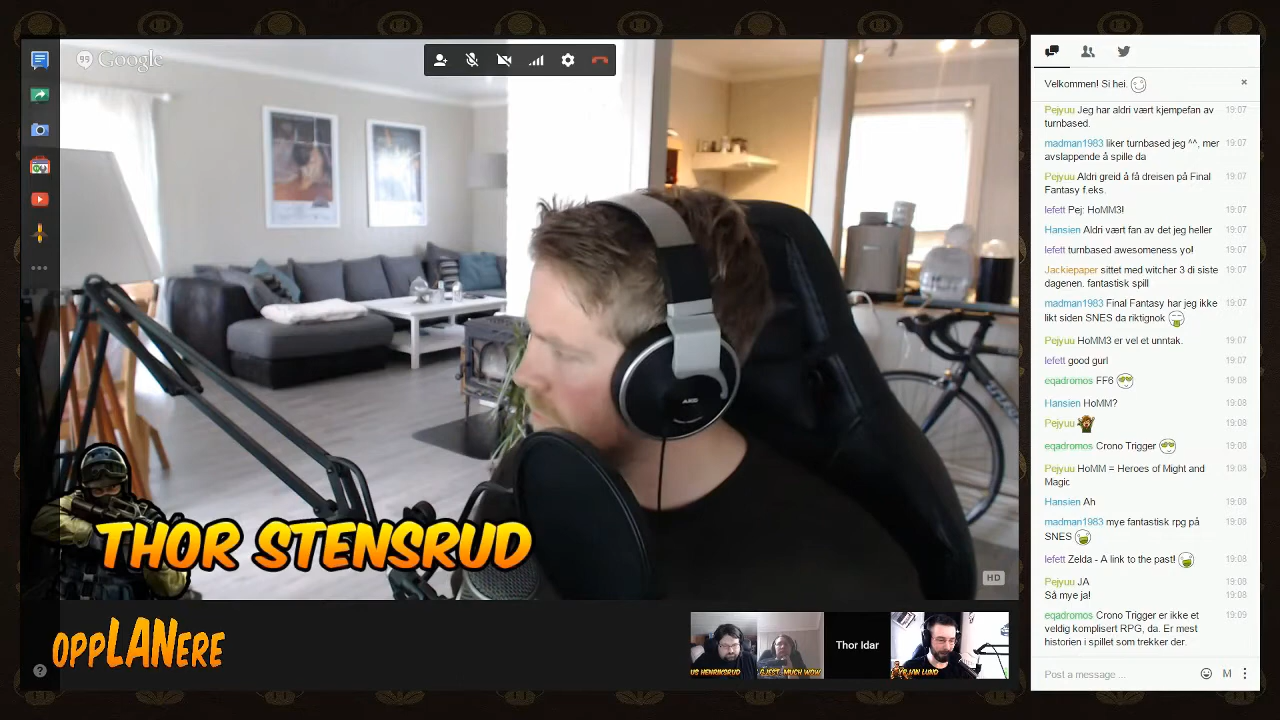 Google
AKG
HD
THOR STENSRUD
oppLANere
US HENRIKSRUD
GJEST: MUCH WOW
Thor Idar
Velkommen! Si hei
×
Pejyuu Jeg har aldri vært kjempefan av
turnbased.
19:07
madman1983 liker turnbased jeg ^^, mer
avslappende å spille da
19:07
Pejyuu Aldri greid å få dreisen på Final
Fantasy f.eks.
19:07
lefett Pej: HoMM3!
19:07
Hansien Aldri vært fan av det jeg heller
19:07
lefett turnbased awesomeness yo!
19:07
Jackiepaper sittet med witcher 3 di siste
dagenen. fantastisk spill
19:07
madman1983 Final Fantasy har jeg ikke
likt siden SNES da riktignok
19:07
Pejyuu HoMM3 er vel et unntak.
19:07
lefett good gurl
19:07
eqadromos FF6
19:08
Hansien HoMM?
19:08
Pejyuu
19:08
eqadromos Crono Trigger
19:08
Pejyuu HoMM = Heroes of Might and
Magic
19:08
Hansien Ah
19:08
madman1983 mye fantastisk rpg på
SNES
19:08
lefett Zelda - A link to the past!
19:08
Pejyuu JA
19:08
Så mye ja!
19:08
eqadromos Crono Trigger er ikke et
veldig komplisert RPG, da. Er mest
historien i spillet som trekker der.
19:09
Post a message ...
M